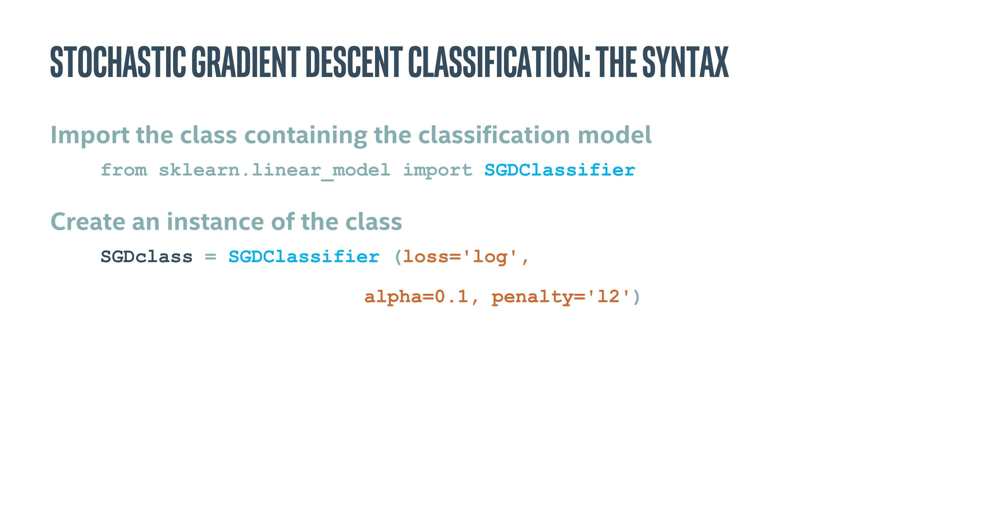 STOCHASTIC GRADIENT DESCENT CLASSIFICATION: THE SYNTAX
Import the class containing the classification model
from sklearn.linear_model import SGDClassifier
Create an instance of the class
SGDclass = SGDClassifier (loss='log',
alpha=0.1, penalty='l2')